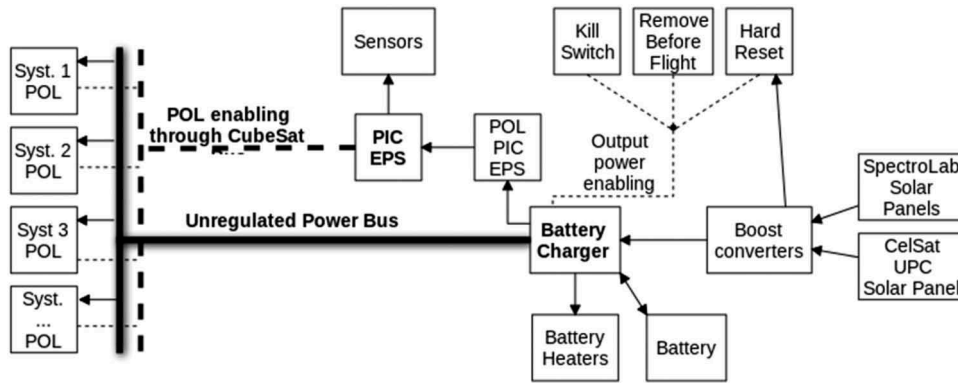 Syst. 1
POL
Syst. 2
POL
Syst 3
POL
Syst.
...
POL
Sensors
POL enabling
through CubeSat
PIC
EPS
POL
PIC
EPS
Unregulated Power Bus
Kill
Switch
Remove
Before
Flight
Hard
Reset
Output
power
enabling
Battery
Charger
Boost
converters
SpectroLab
Solar
Panels
CelSat
UPC
Solar Panel
Battery
Heaters
Battery